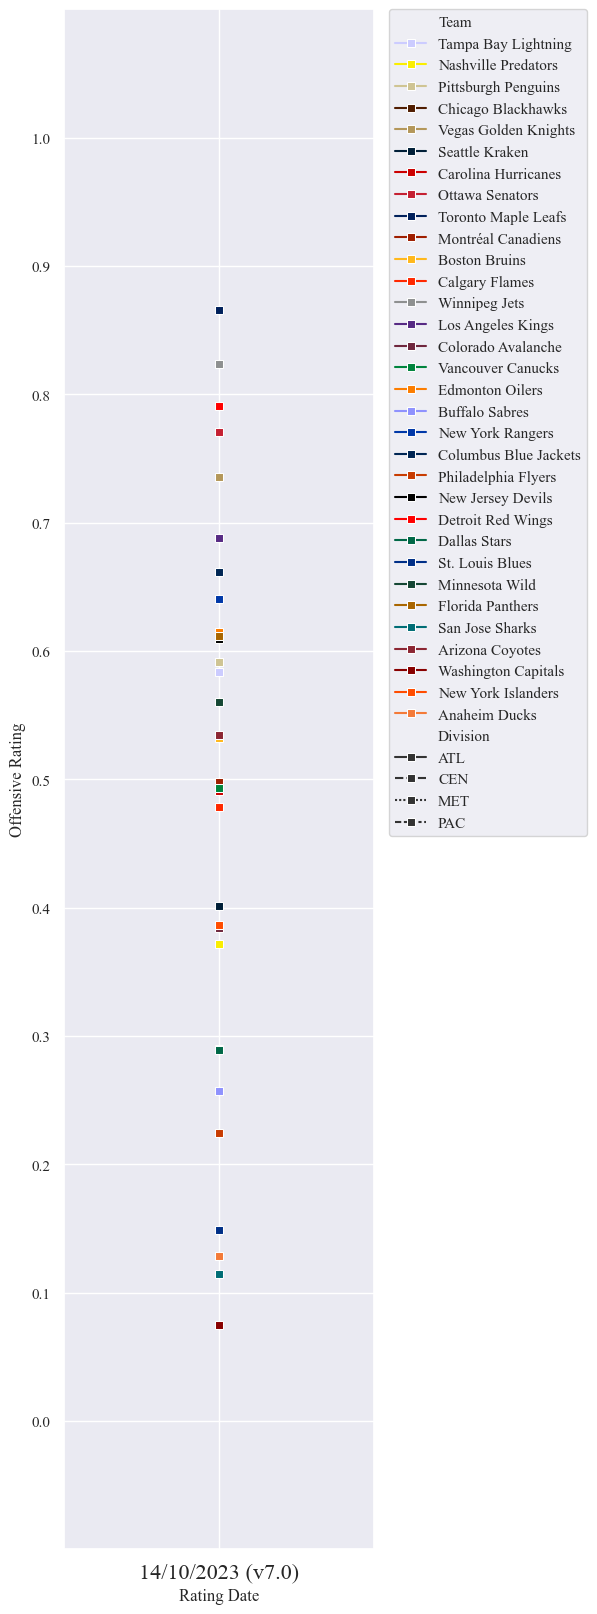 Team
Tampa Bay Lightning
Nashville Predators
Pittsburgh Penguins
Chicago Blackhawks
Vegas Golden Knights
Seattle Kraken
Carolina Hurricanes
Ottawa Senators
Toronto Maple Leafs
Montréal Canadiens
Boston Bruins
Calgary Flames
Winnipeg Jets
Los Angeles Kings
Colorado Avalanche
Vancouver Canucks
Edmonton Oilers
Buffalo Sabres
New York Rangers
Columbus Blue Jackets
Philadelphia Flyers
New Jersey Devils
Detroit Red Wings
Dallas Stars
St. Louis Blues
Minnesota Wild
Florida Panthers
San Jose Sharks
Arizona Coyotes
Washington Capitals
New York Islanders
Anaheim Ducks
Division
ATL
CEN
MET
PAC
1.0
0.9
0.8
0.7
0.6
0.5
0.4
0.3
0.2
0.1
0.0
Offensive Rating
14/10/2023 (v7.0)
Rating Date